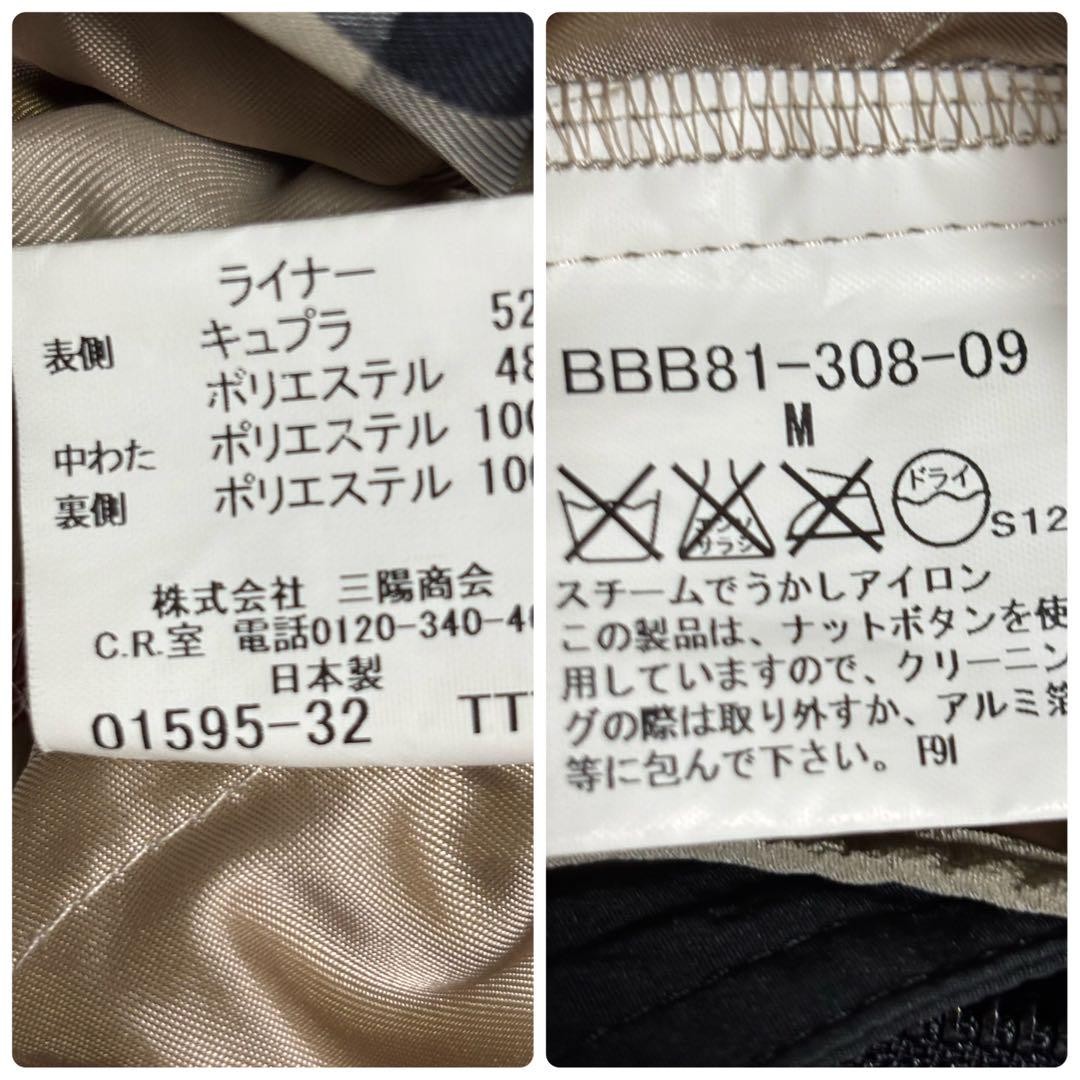 ライナー
表側 キュプラ 52
ポリエステル 48
中わた ポリエステル 100
裏側 ポリエステル 100
株式会社 三陽商会
C.R.室 電話0120-340-4
日本製
01595-32 TT
BBB81-308-09
M
エンソ
サラシ
ドライ
S12
スチームでうかしアイロン
この製品は、ナットボタンを使
用していますので、クリーニン
グの際は取り外すか、アルミ箔
等に包んで下さい。F91